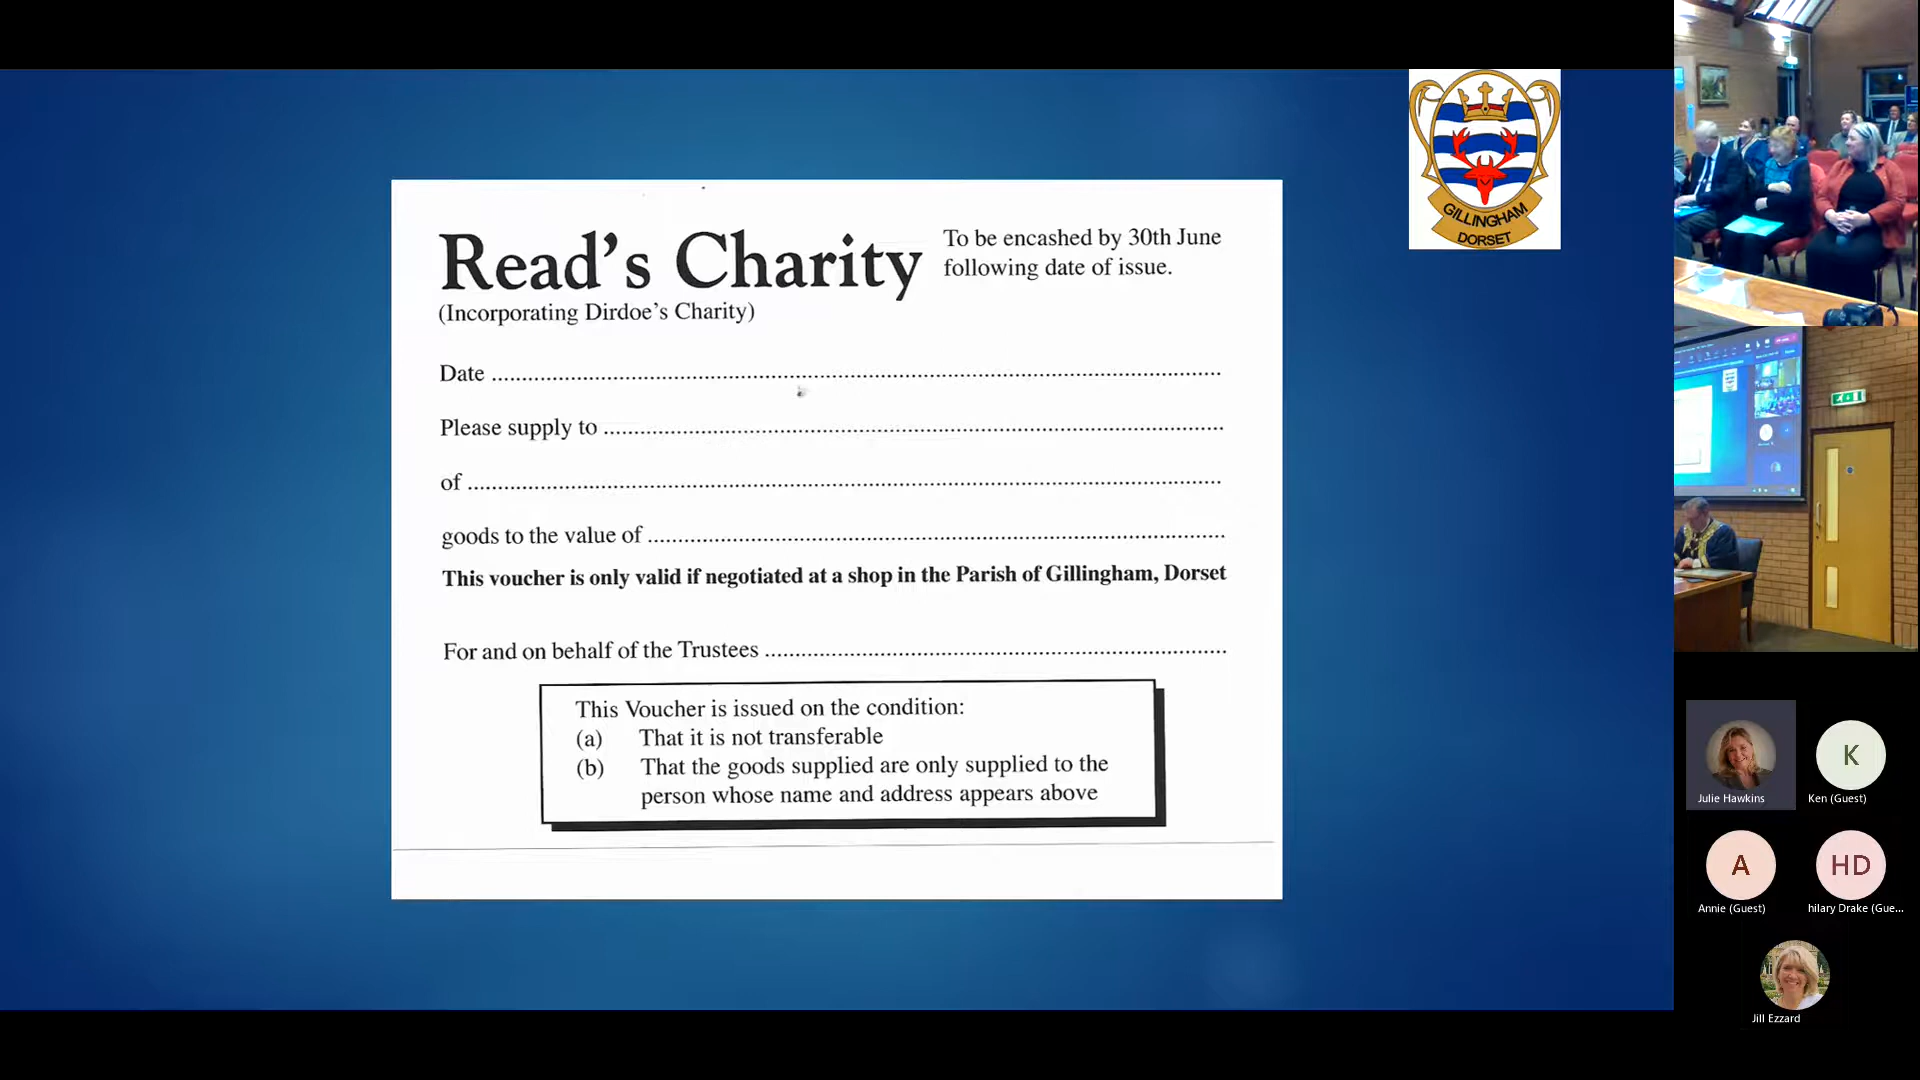 Read's Charity
To be encashed by 30th June
following date of issue.
(Incorporating Dirdoe's Charity)
Date
Please supply to
of
goods to the value of
This voucher is only valid if negotiated at a shop in the Parish of Gillingham, Dorset
For and on behalf of the Trustees
This Voucher is issued on the condition:
(a) That it is not transferable
(b) That the goods supplied are only supplied to the
person whose name and address appears above
GILLINGHAM
DORSET
Julie Hawkins
K
Ken (Guest)
A
Annie (Guest)
HD
hilary Drake (Gue...
Jill Ezzard